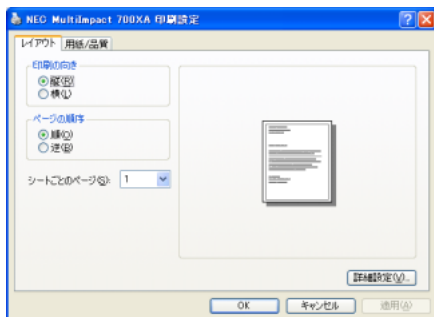 NEC MultiImpact 700XA 印刷設定
レイアウト 用紙/品質
印刷の向き
縦(R)
横(L)
ページの順序
順(O)
逆(B)
シートごとのページ(S): 1
詳細設定(V)...
OK キャンセル 適用(A)